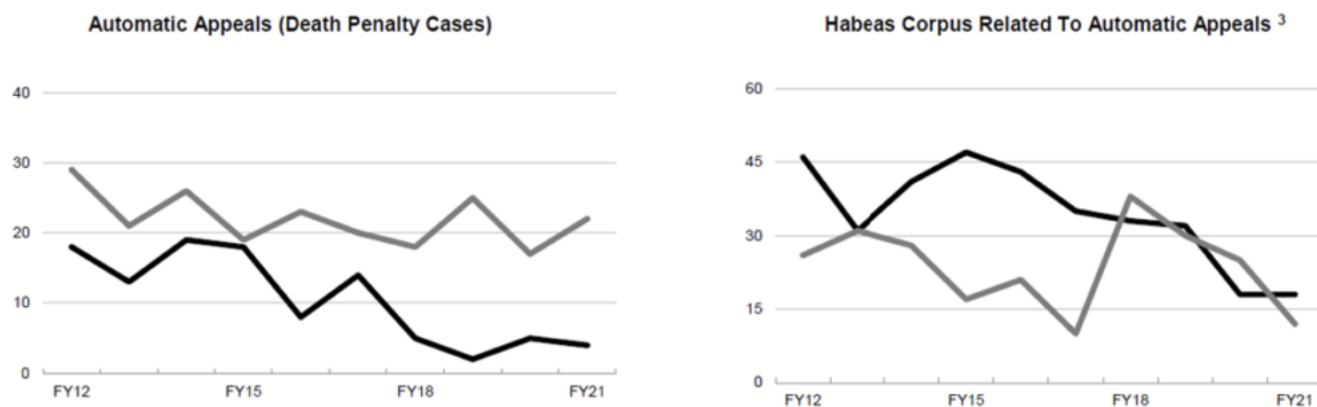 Automatic Appeals (Death Penalty Cases)
40
30
20
10
0
FY12 FY15 FY18 FY21
Habeas Corpus Related To Automatic Appeals 3
60
45
30
15
0
FY12 FY15 FY18 FY21